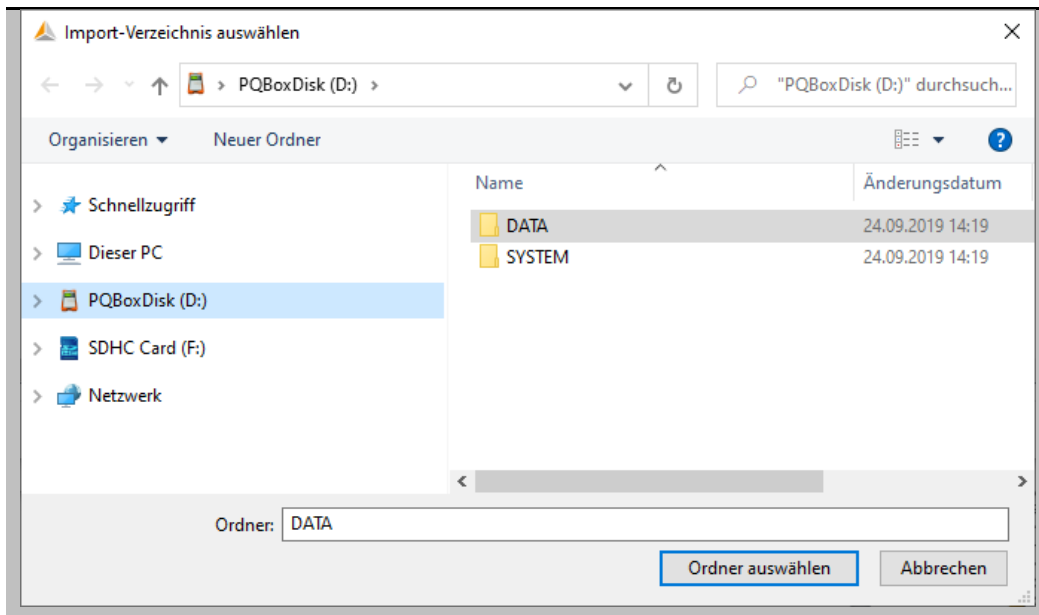 Import-Verzeichnis auswählen
PQBoxDisk (D:)
"PQBoxDisk (D:)" durchsuch...
Organisieren
Neuer Ordner
?
Name
Änderungsdatum
Schnellzugriff
Dieser PC
PQBoxDisk (D:)
SDHC Card (F:)
Netzwerk
DATA 24.09.2019 14:19
SYSTEM 24.09.2019 14:19
Ordner: DATA
Ordner auswählen
Abbrechen